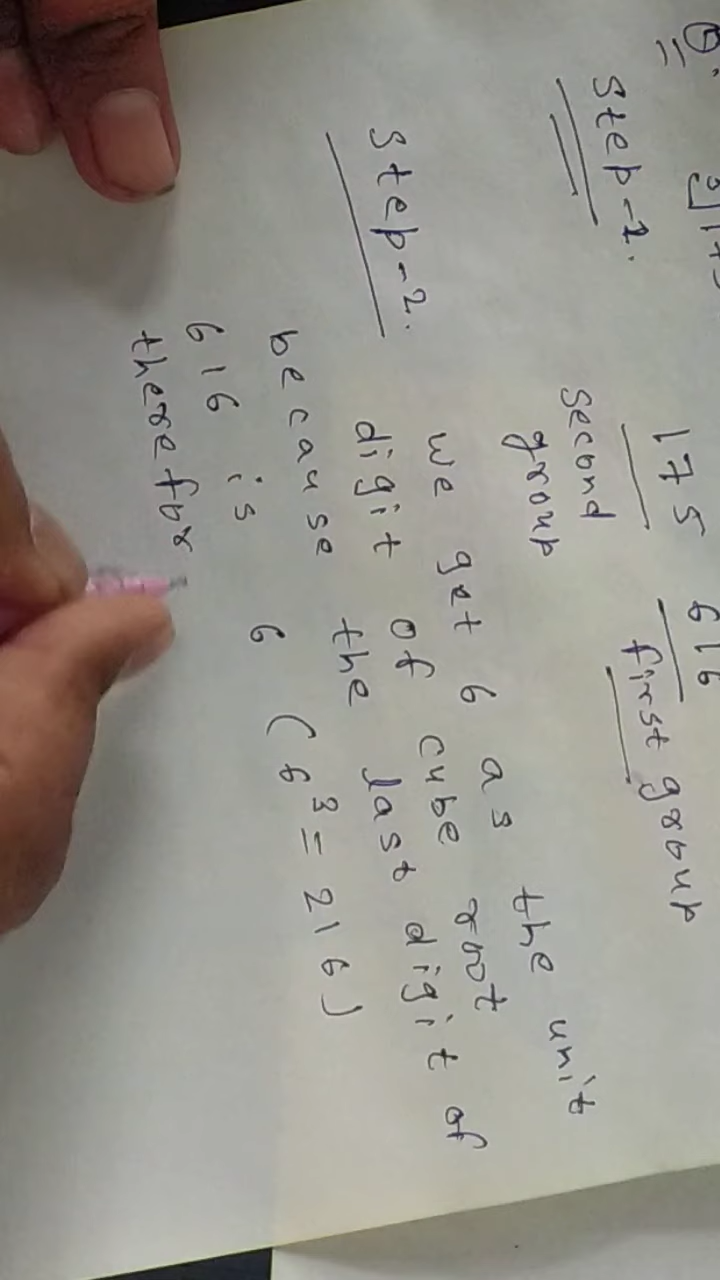 Step-1.
175 616
second first group
group
Step-2. we get 6 as the unit
digit of cube root
because the last digit of
616 is 6 (6³ = 216)
therefor